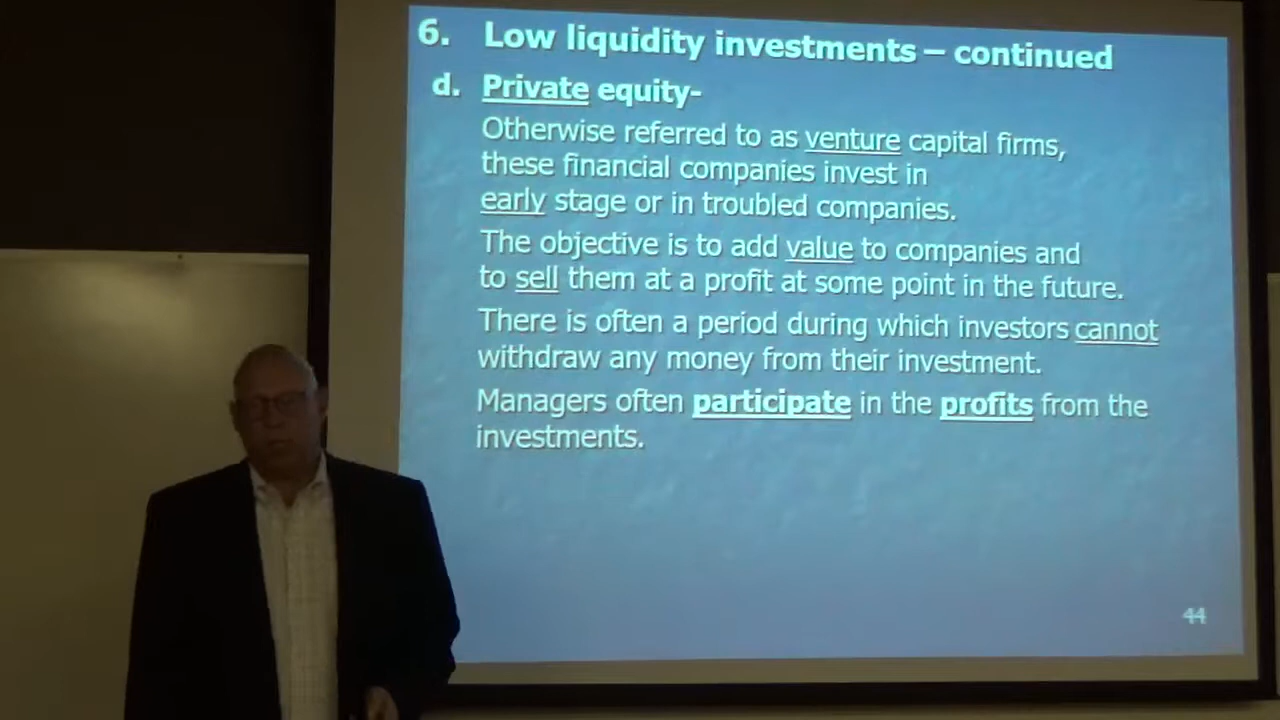 6. Low liquidity investments – continued
d. Private equity-
Otherwise referred to as venture capital firms,
these financial companies invest in
early stage or in troubled companies.
The objective is to add value to companies and
to sell them at a profit at some point in the future.
There is often a period during which investors cannot
withdraw any money from their investment.
Managers often participate in the profits from the
investments.
44